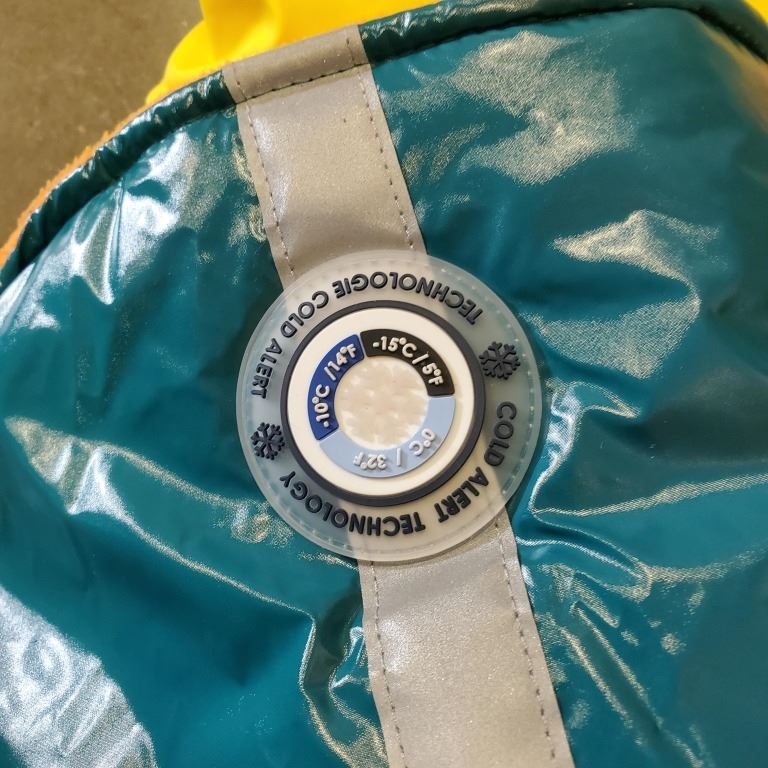 TECHNOLOGIE COLD ALERT
COLD ALERT TECHNOLOGY
-10°C /14°F
-15°C / 5°F
0°C / 32°F